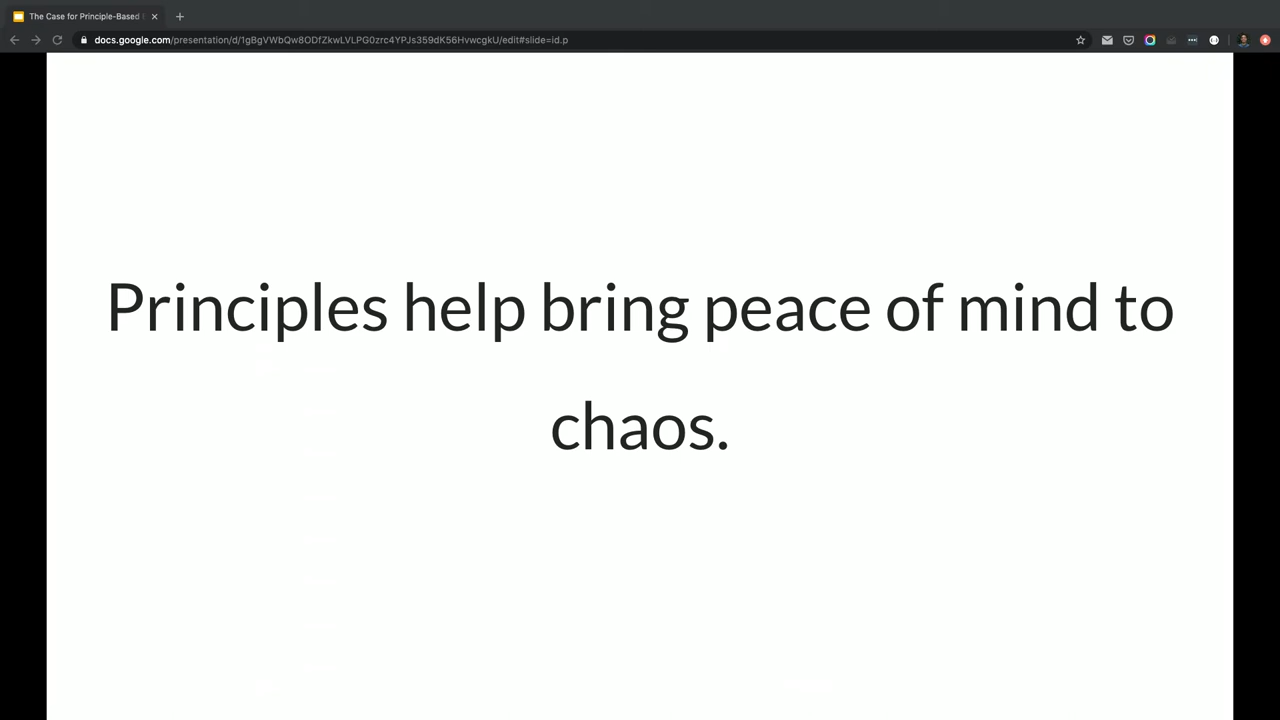 The Case for Principle-Based
docs.google.com/presentation/d/1gBgVWbQw8ODfZkwLVLPG0zrc4YPJs359dK56HvwcgkU/edit#slide=id.p
Principles help bring peace of mind to
chaos.